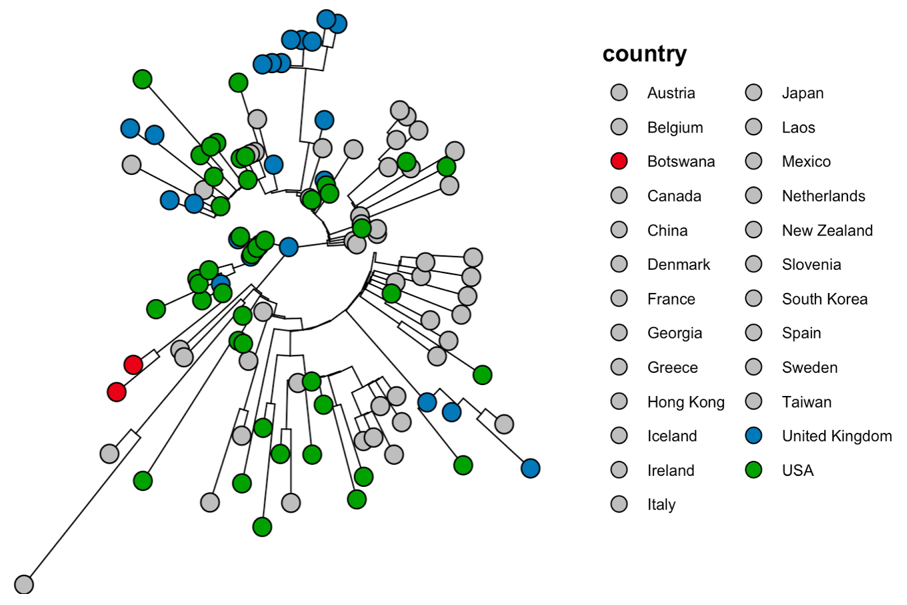 country
Austria
Belgium
Botswana
Canada
China
Denmark
France
Georgia
Greece
Hong Kong
Iceland
Ireland
Italy
Japan
Laos
Mexico
Netherlands
New Zealand
Slovenia
South Korea
Spain
Sweden
Taiwan
United Kingdom
USA